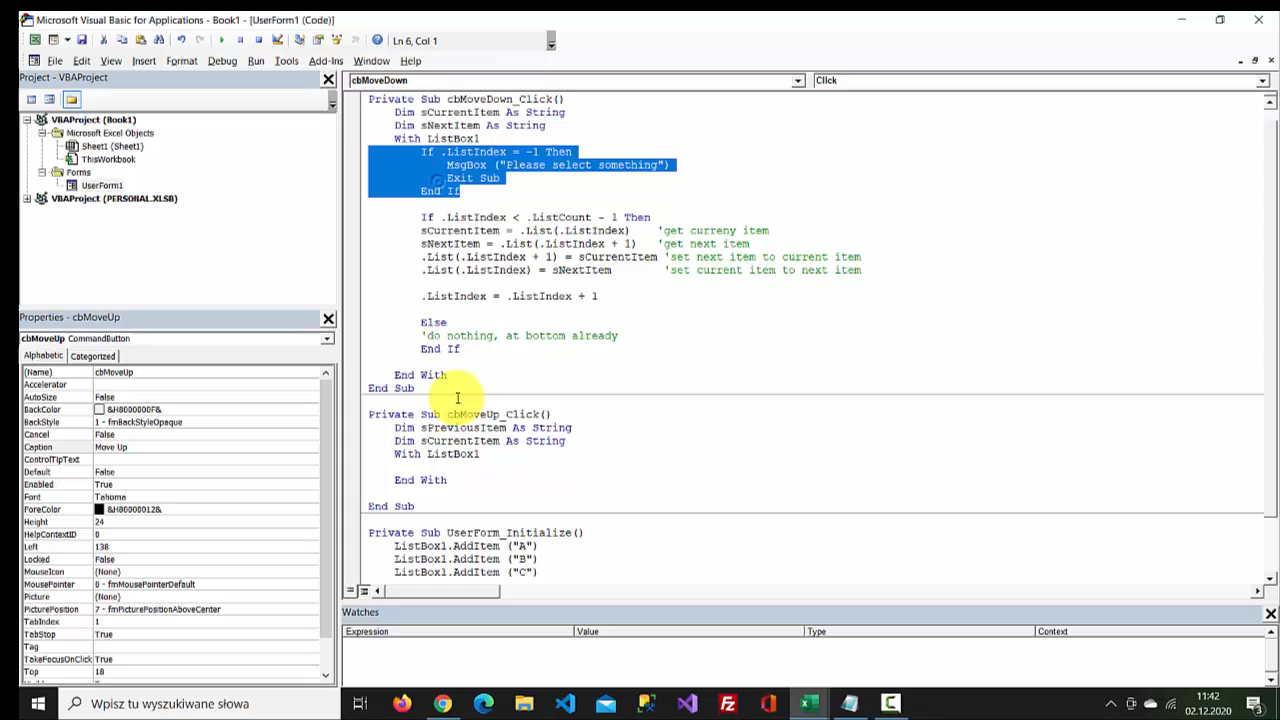 Microsoft Visual Basic for Applications - Book1 - [UserForm1 (Code)]
Ln 6, Col 1
File Edit View Insert Format Debug Run Tools Add-Ins Window Help
Project - VBAProject
VBAProject (Book1)
Microsoft Excel Objects
Sheet1 (Sheet1)
ThisWorkbook
Forms
UserForm1
VBAProject (PERSONAL.XLSB)
Properties - cbMoveUp
cbMoveUp CommandButton
Alphabetic Categorized
(Name) cbMoveUp
Accelerator
AutoSize False
BackColor &H8000000F&
BackStyle 1 - fmBackStyleOpaque
Cancel False
Caption Move Up
ControlTipText
Default False
Enabled True
Font Tahoma
ForeColor &H80000012&
Height 24
HelpContextID 0
Left 138
Locked False
MouseIcon (None)
MousePointer 0 - fmMousePointerDefault
Picture (None)
PicturePosition 7 - fmPicturePositionAboveCenter
TabIndex 1
TabStop True
Tag
TakeFocusOnClick True
Top 18
cbMoveDown Click
Private Sub cbMoveDown_Click()
Dim sCurrentItem As String
Dim sNextItem As String
With ListBox1
If .ListIndex = -1 Then
MsgBox ("Please select something")
Exit Sub
End If
If .ListIndex < .ListCount - 1 Then
sCurrentItem = .List(.ListIndex) 'get curreny item
sNextItem = .List(.ListIndex + 1) 'get next item
.List(.ListIndex + 1) = sCurrentItem 'set next item to current item
.List(.ListIndex) = sNextItem 'set current item to next item
.ListIndex = .ListIndex + 1
Else
'do nothing, at bottom already
End If
End With
End Sub
Private Sub cbMoveUp_Click()
Dim sPreviousItem As String
Dim sCurrentItem As String
With ListBox1
End With
End Sub
Private Sub UserForm_Initialize()
ListBox1.AddItem ("A")
ListBox1.AddItem ("B")
ListBox1.AddItem ("C")
Watches
Expression Value Type Context
Wpisz tu wyszukiwane słowa
11:42
02.12.2020
3